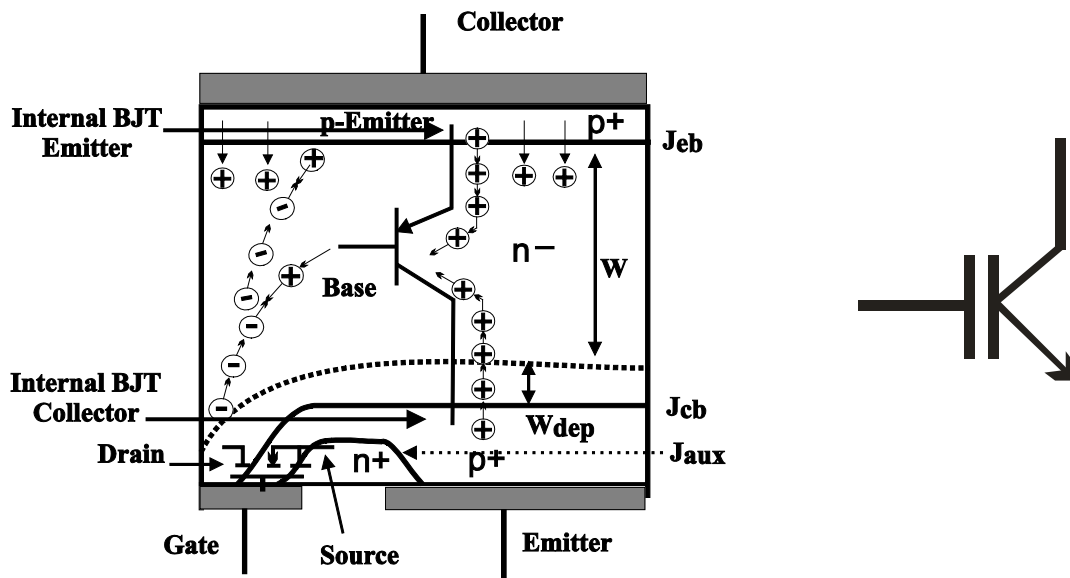 Collector
Internal BJT
Emitter
p-Emitter
p+
Jeb
n−
W
Base
Internal BJT
Collector
Wdep
Jcb
Drain
n+
p+
Jaux
Gate
Source
Emitter